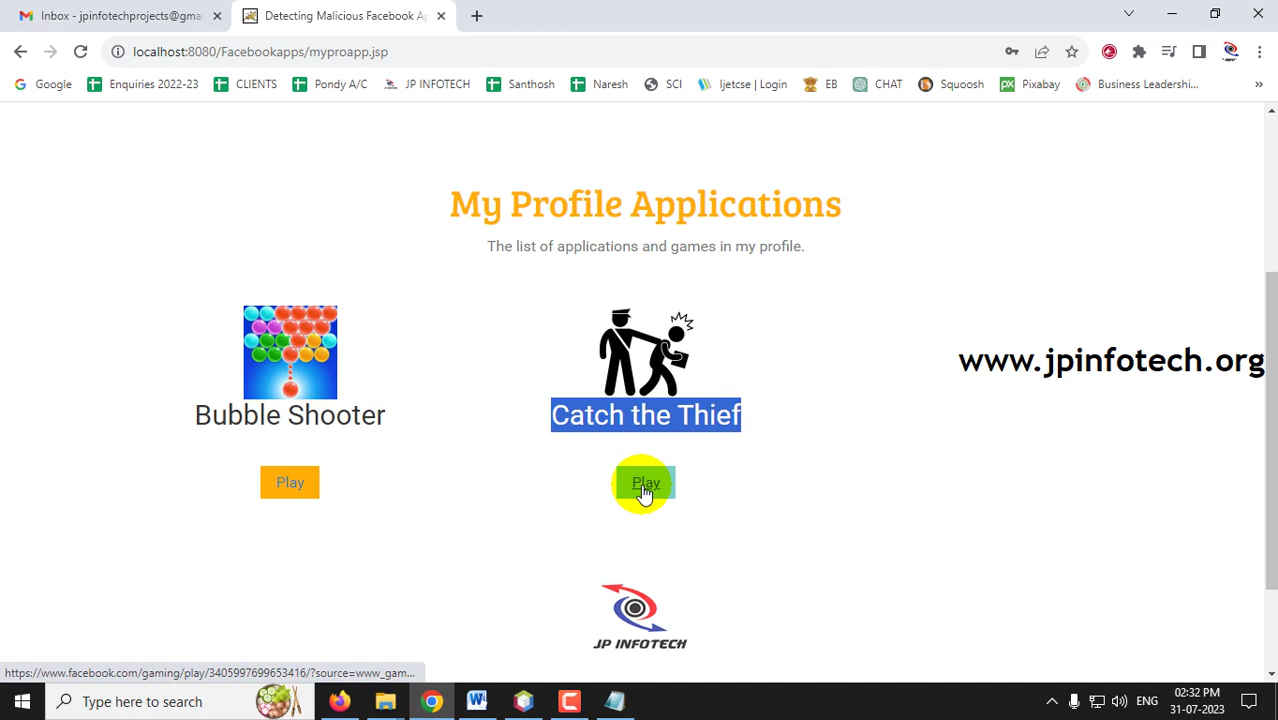 Inbox - jpinfotechprojects@gmai
Detecting Malicious Facebook Ap
localhost:8080/Facebookapps/myproapp.jsp
Google
Enquiries 2022-23
CLIENTS
Pondy A/C
JP INFOTECH
Santhosh
Naresh
SCI
Ijetcse | Login
EB
CHAT
Squoosh
Pixabay
Business Leadershi...
»
My Profile Applications
The list of applications and games in my profile.
www.jpinfotech.org
Bubble Shooter
Catch the Thief
Play
Play
JP INFOTECH
https://www.facebook.com/gaming/play/3405997699653416/?source=www_gam...
Type here to search
ENG
02:32 PM
31-07-2023